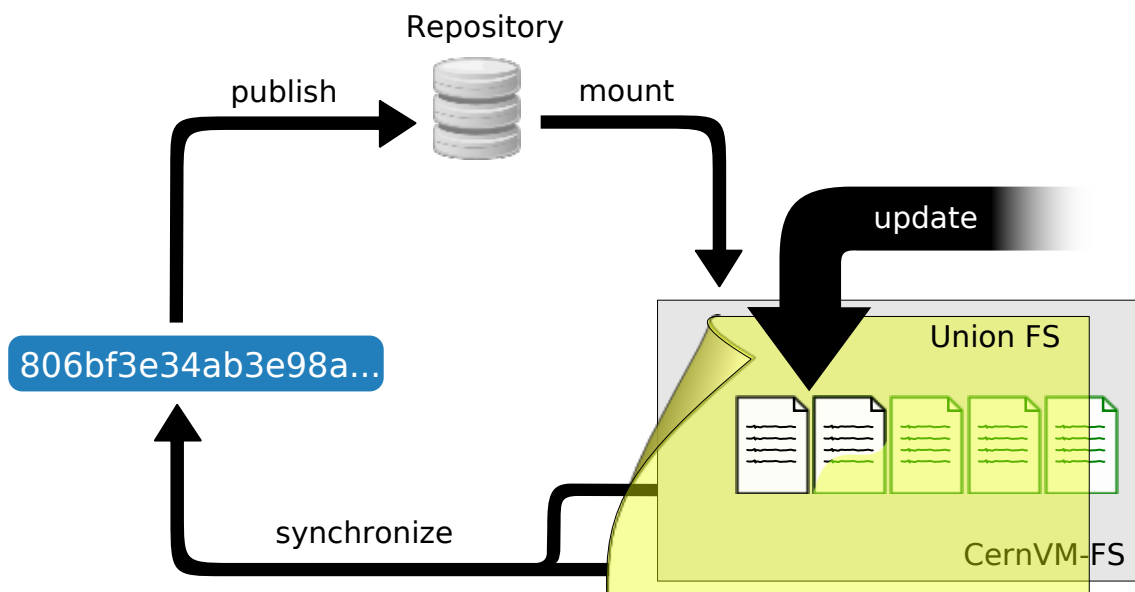 Repository
publish
mount
update
Union FS
806bf3e34ab3e98a...
synchronize
CernVM-FS